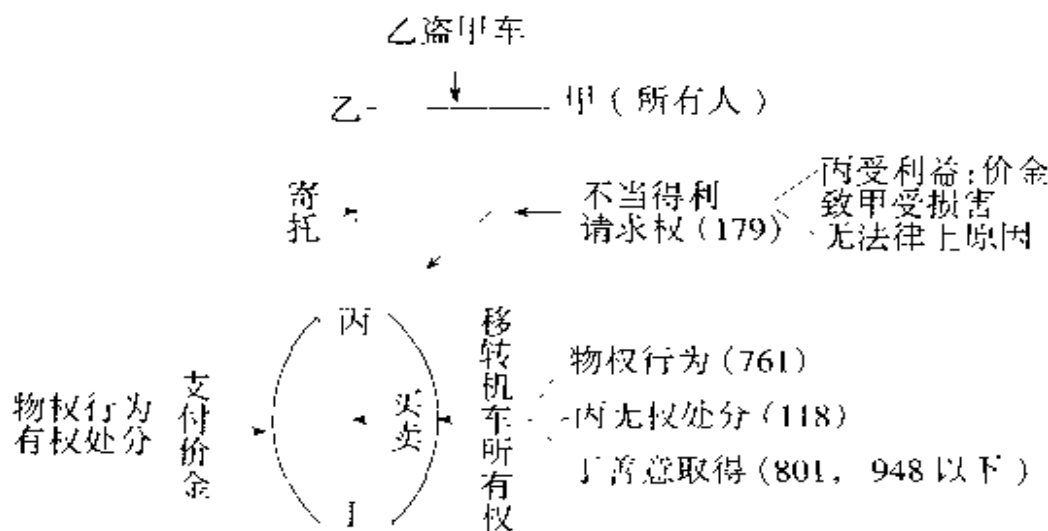 乙盗甲车
乙
甲(所有人)
寄托
不当得利
请求权(179)
丙受利益:价金
致甲受损害
无法律上原因
丙
移转机车所有权
物权行为(761)
丙无权处分(118)
丁善意取得(801, 948以下)
物权行为
有权处分
支付价金
买卖
丁